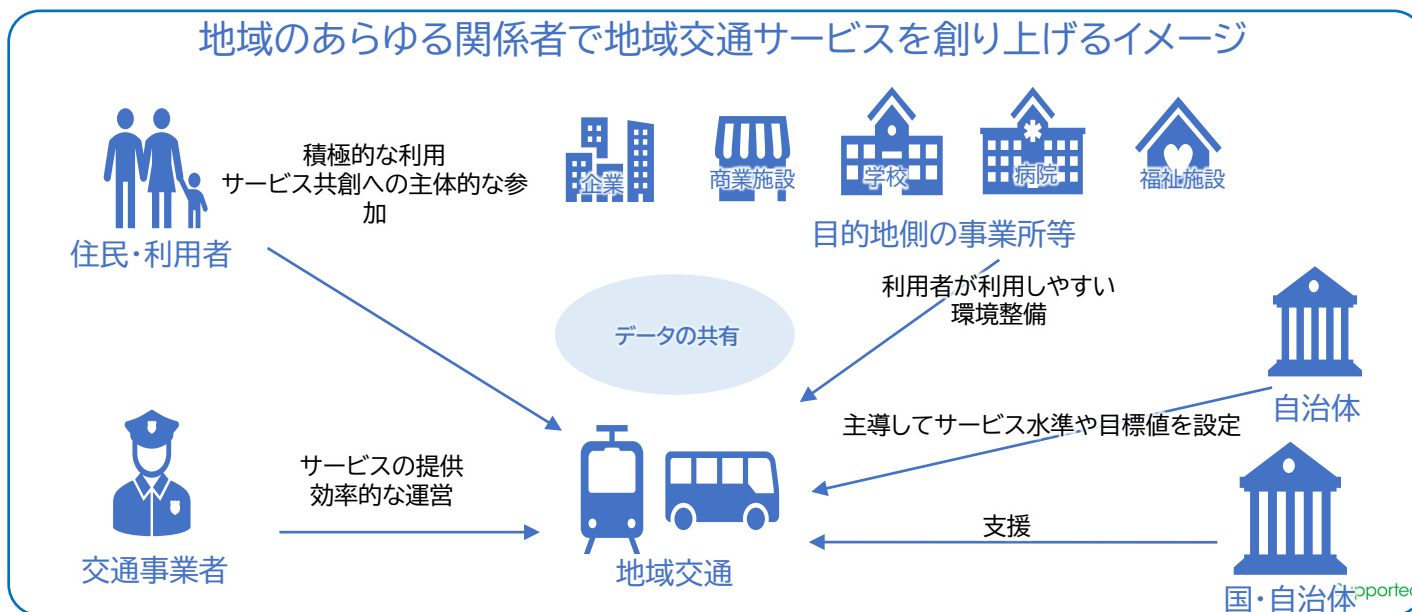 地域のあらゆる関係者で地域交通サービスを創り上げるイメージ
積極的な利用
サービス共創への主体的な参
加
住民・利用者
企業
商業施設
学校
病院
福祉施設
目的地側の事業所等
利用者が利用しやすい
環境整備
データの共有
自治体
主導してサービス水準や目標値を設定
サービスの提供
効率的な運営
交通事業者
地域交通
支援
国・自治体
Supported